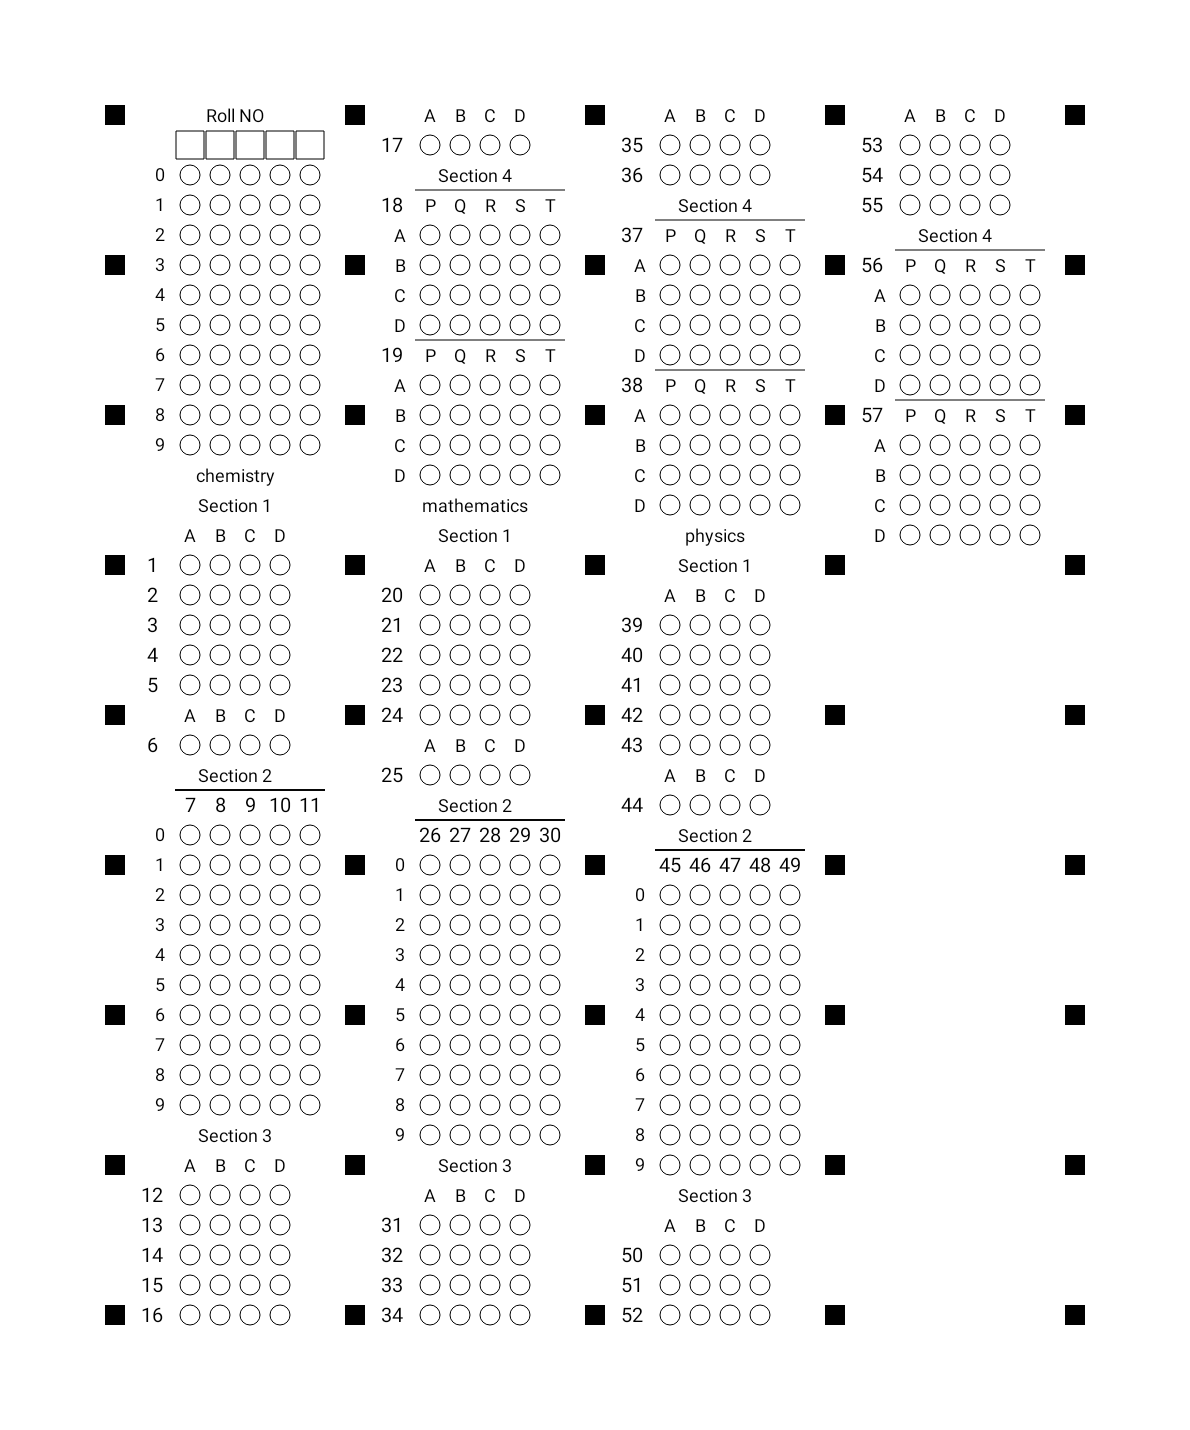 Roll NO
0
1
2
3
4
5
6
7
8
9
chemistry
Section 1
A B C D
1
2
3
4
5
A B C D
6
Section 2
7 8 9 10 11
0
1
2
3
4
5
6
7
8
9
Section 3
A B C D
12
13
14
15
16
A B C D
17
Section 4
18 P Q R S T
A
B
C
D
19 P Q R S T
A
B
C
D
mathematics
Section 1
A B C D
20
21
22
23
24
A B C D
25
Section 2
26 27 28 29 30
0
1
2
3
4
5
6
7
8
9
Section 3
A B C D
31
32
33
34
A B C D
35
36
Section 4
37 P Q R S T
A
B
C
D
38 P Q R S T
A
B
C
D
physics
Section 1
A B C D
39
40
41
42
43
A B C D
44
Section 2
45 46 47 48 49
0
1
2
3
4
5
6
7
8
9
Section 3
A B C D
50
51
52
A B C D
53
54
55
Section 4
56 P Q R S T
A
B
C
D
57 P Q R S T
A
B
C
D